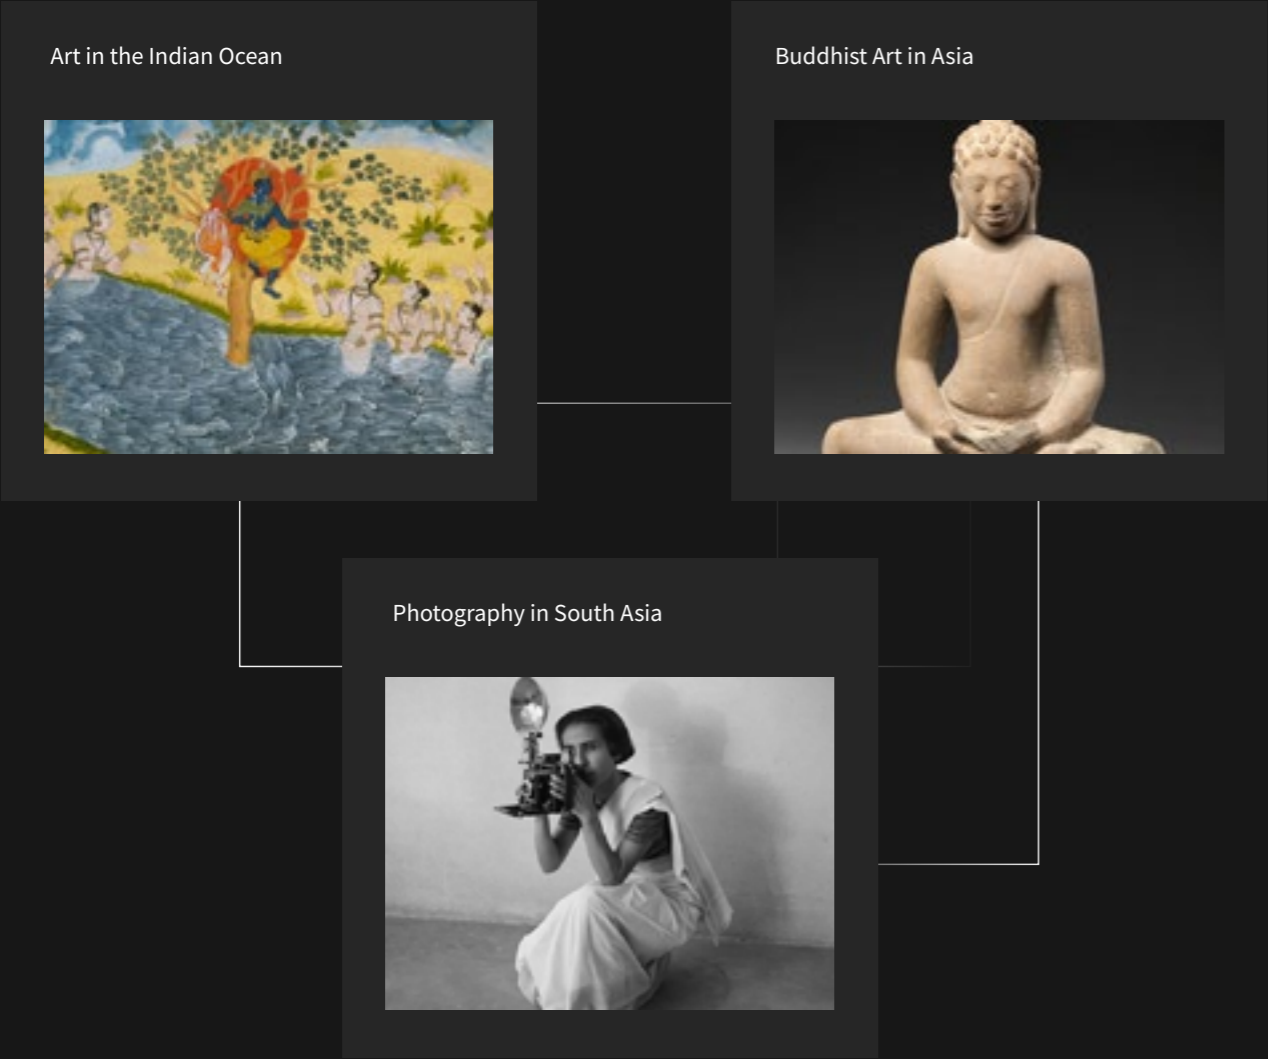 Art in the Indian Ocean
Buddhist Art in Asia
Photography in South Asia